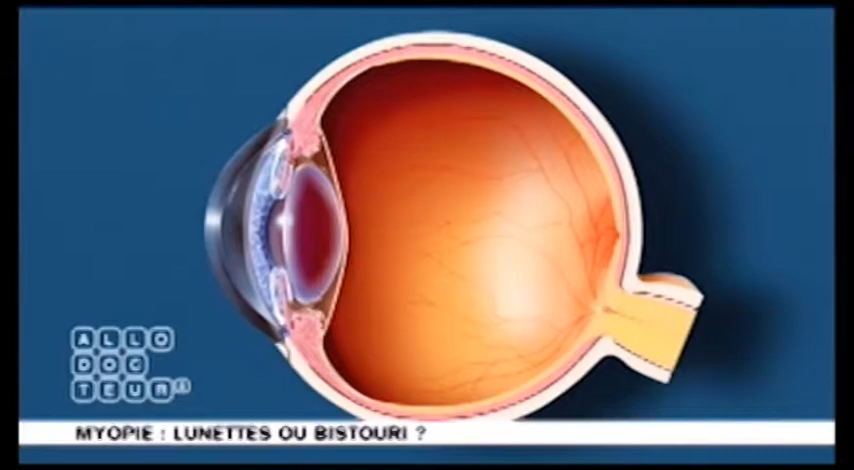 ALLO
DOC
TEUR
MYOPIE : LUNETTES OU BISTOURI ?